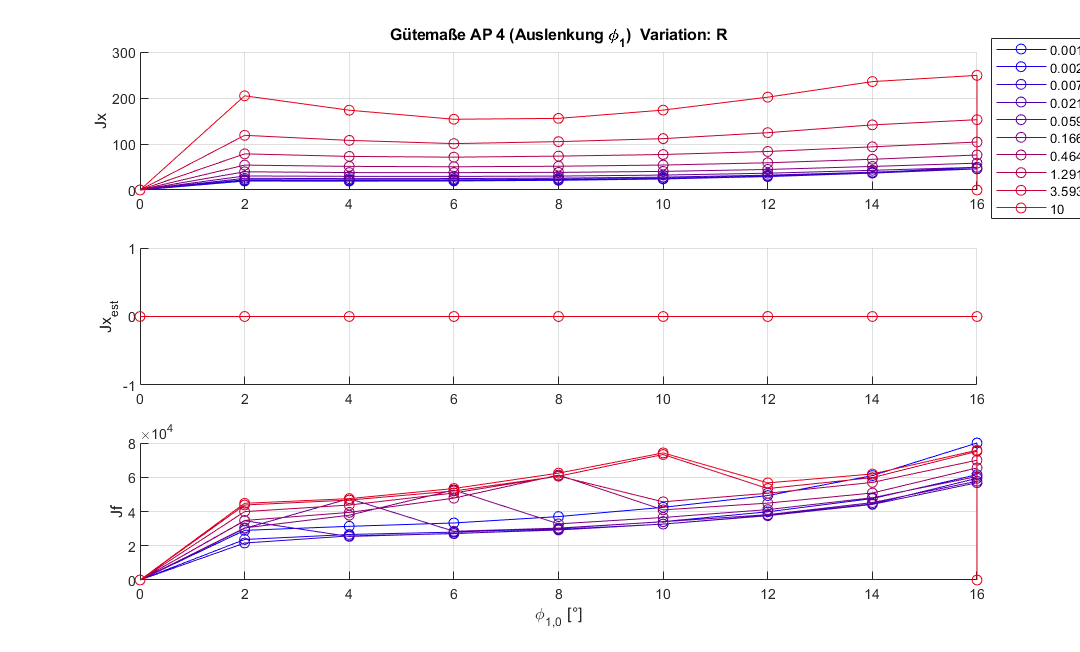 Gütemaße AP 4 (Auslenkung ϕ₁) Variation: R
300
200
100
0
Jx
0 2 4 6 8 10 12 14 16
0.001
0.002
0.007
0.021
0.059
0.166
0.464
1.291
3.593
10
1
0
-1
Jx_est
0 2 4 6 8 10 12 14 16
×10⁴
8
6
4
2
0
Jf
0 2 4 6 8 10 12 14 16
ϕ₁,₀ [°]